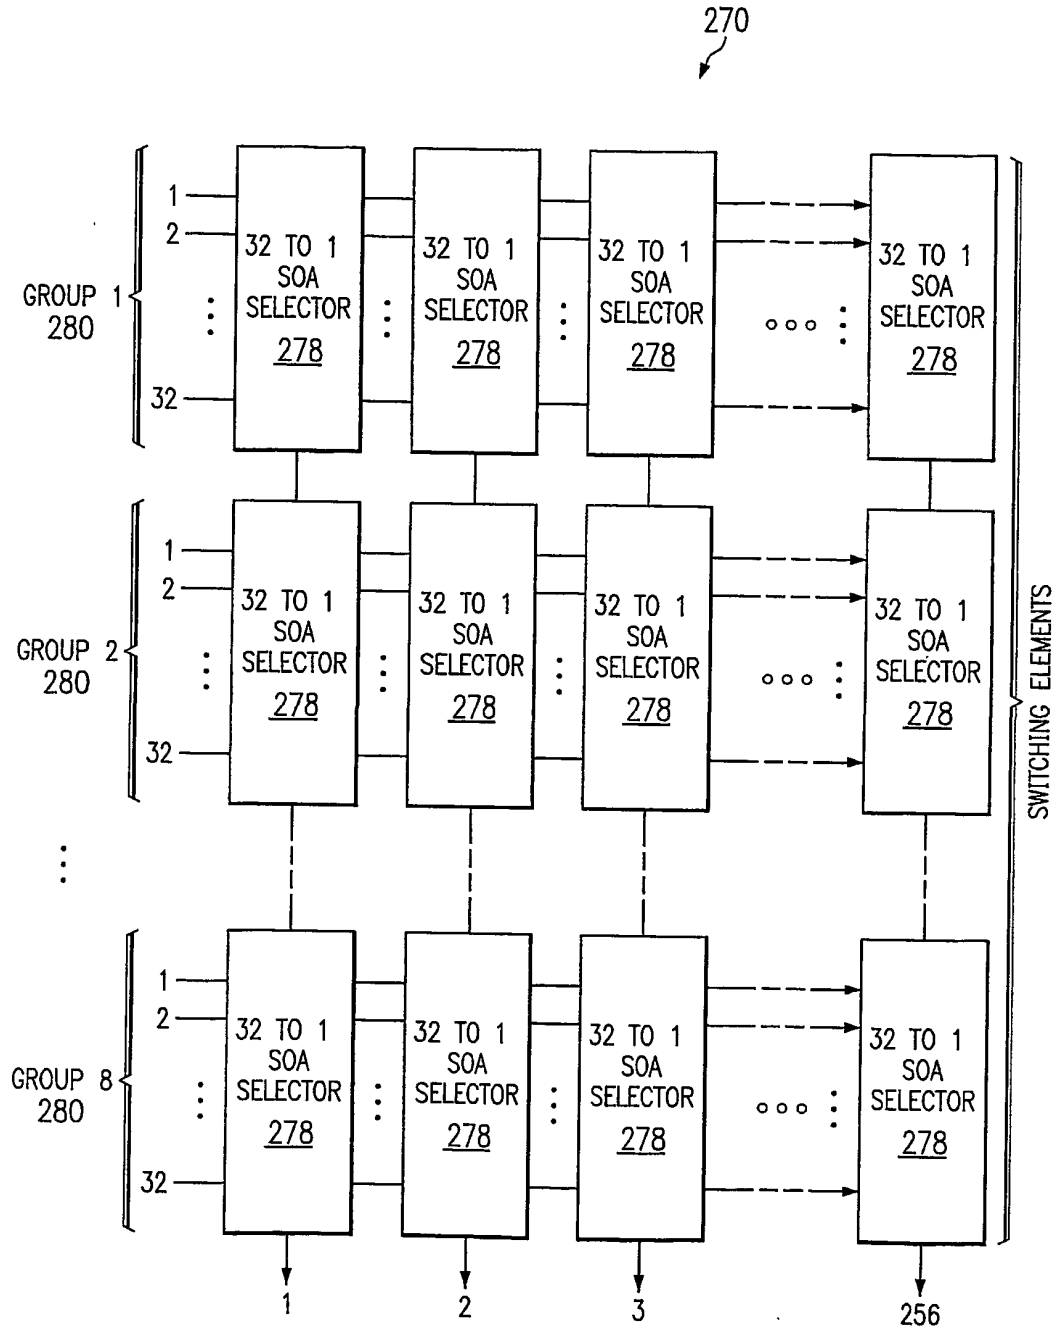 270
GROUP 1
280
1
2
32
32 TO 1
SOA
SELECTOR
278
32 TO 1
SOA
SELECTOR
278
32 TO 1
SOA
SELECTOR
278
32 TO 1
SOA
SELECTOR
278
GROUP 2
280
1
2
32
32 TO 1
SOA
SELECTOR
278
32 TO 1
SOA
SELECTOR
278
32 TO 1
SOA
SELECTOR
278
32 TO 1
SOA
SELECTOR
278
SWITCHING ELEMENTS
GROUP 8
280
1
2
32
32 TO 1
SOA
SELECTOR
278
32 TO 1
SOA
SELECTOR
278
32 TO 1
SOA
SELECTOR
278
32 TO 1
SOA
SELECTOR
278
1
2
3
256